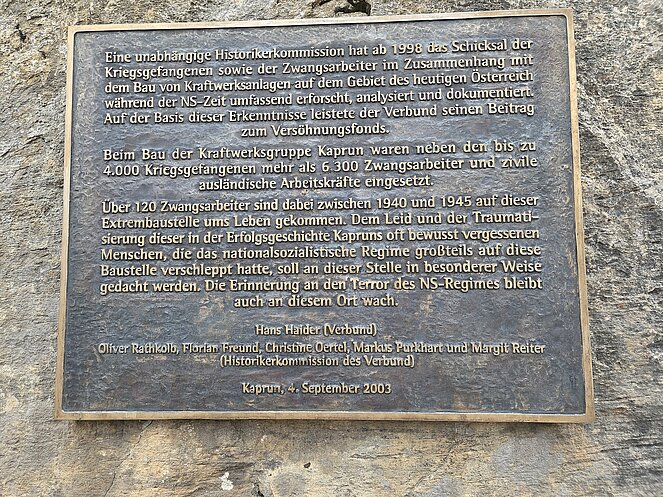 Eine unabhängige Historikerkommission hat ab 1998 das Schicksal der
Kriegsgefangenen sowie der Zwangsarbeiter im Zusammenhang mit
dem Bau von Kraftwerksanlagen auf dem Gebiet des heutigen Österreich
während der NS-Zeit umfassend erforscht, analysiert und dokumentiert.
Auf der Basis dieser Erkenntnisse leistete der Verbund seinen Beitrag
zum Versöhnungsfonds.
Beim Bau der Kraftwerksgruppe Kaprun waren neben den bis zu
4.000 Kriegsgefangenen mehr als 6.300 Zwangsarbeiter und zivile
ausländische Arbeitskräfte eingesetzt.
Über 120 Zwangsarbeiter sind dabei zwischen 1940 und 1945 auf dieser
Extrembaustelle ums Leben gekommen. Dem Leid und der Traumati-
sierung dieser in der Erfolgsgeschichte Kapruns oft bewusst vergessenen
Menschen, die das nationalsozialistische Regime großteils auf diese
Baustelle verschleppt hatte, soll an dieser Stelle in besonderer Weise
gedacht werden. Die Erinnerung an den Terror des NS-Regimes bleibt
auch an diesem Ort wach.
Hans Haider (Verbund)
Oliver Rathkolb, Florian Freund, Christine Oertel, Markus Purkhart und Margit Reiter
(Historikerkommission des Verbund)
Kaprun, 4. September 2003